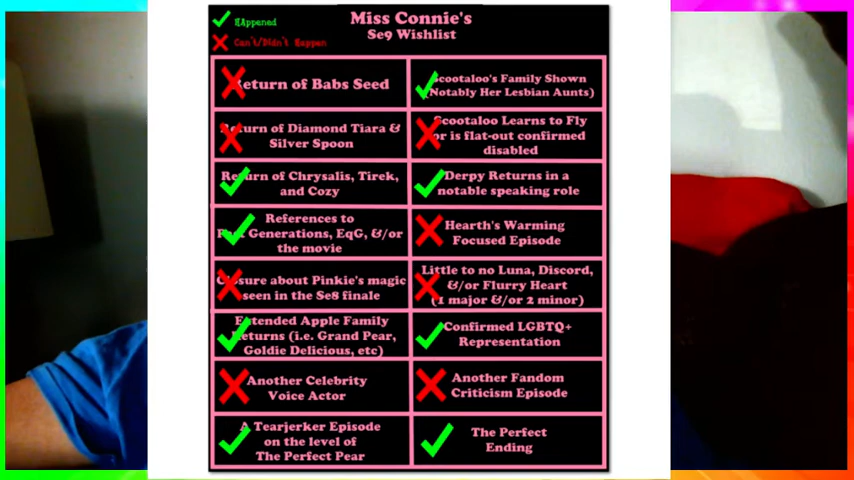 Miss Connie's
Se9 Wishlist
HAppened
Can't/Didn't Happen
Return of Babs Seed
Scootaloo's Family Shown
(Notably Her Lesbian Aunts)
Return of Diamond Tiara &
Silver Spoon
Scootaloo Learns to Fly
or is flat-out confirmed
disabled
Return of Chrysalis, Tirek,
and Cozy
Derpy Returns in a
notable speaking role
References to
Past Generations, EqG, &/or
the movie
Hearth's Warming
Focused Episode
Closure about Pinkie's magic
seen in the Se8 finale
Little to no Luna, Discord,
&/or Flurry Heart
(1 major &/or 2 minor)
Extended Apple Family
Returns (i.e. Grand Pear,
Goldie Delicious, etc)
Confirmed LGBTQ+
Representation
Another Celebrity
Voice Actor
Another Fandom
Criticism Episode
A Tearjerker Episode
on the level of
The Perfect Pear
The Perfect
Ending